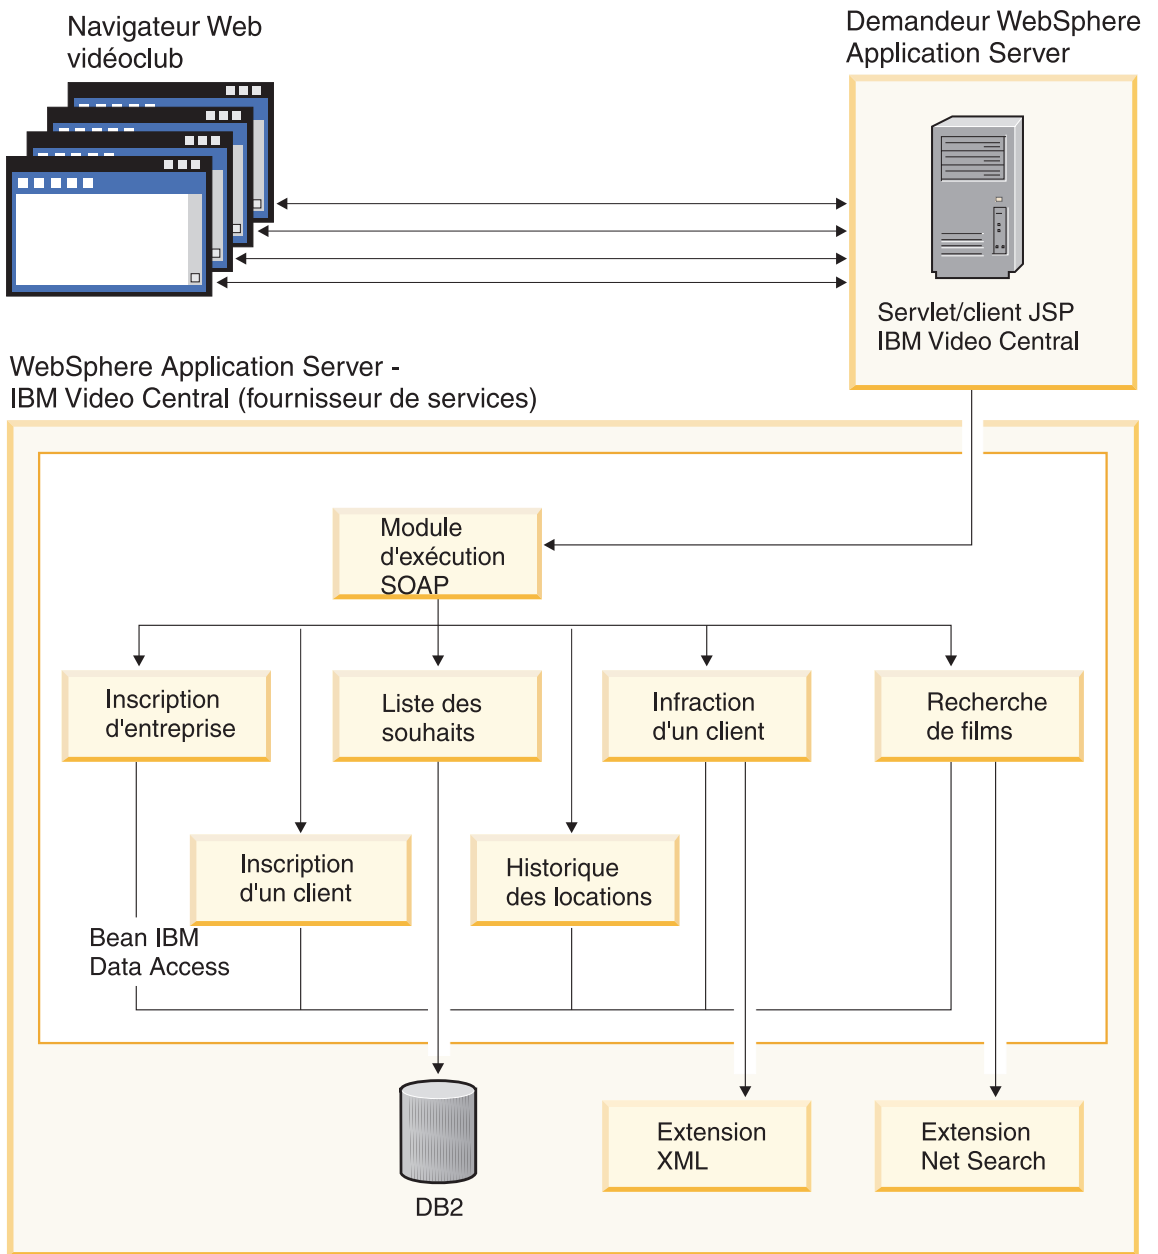 Navigateur Web
vidéoclub
Demandeur WebSphere
Application Server
Servlet/client JSP
IBM Video Central
WebSphere Application Server -
IBM Video Central (fournisseur de services)
Module
d'exécution
SOAP
Inscription
d'entreprise
Liste des
souhaits
Infraction
d'un client
Recherche
de films
Inscription
d'un client
Historique
des locations
Bean IBM
Data Access
DB2
Extension
XML
Extension
Net Search